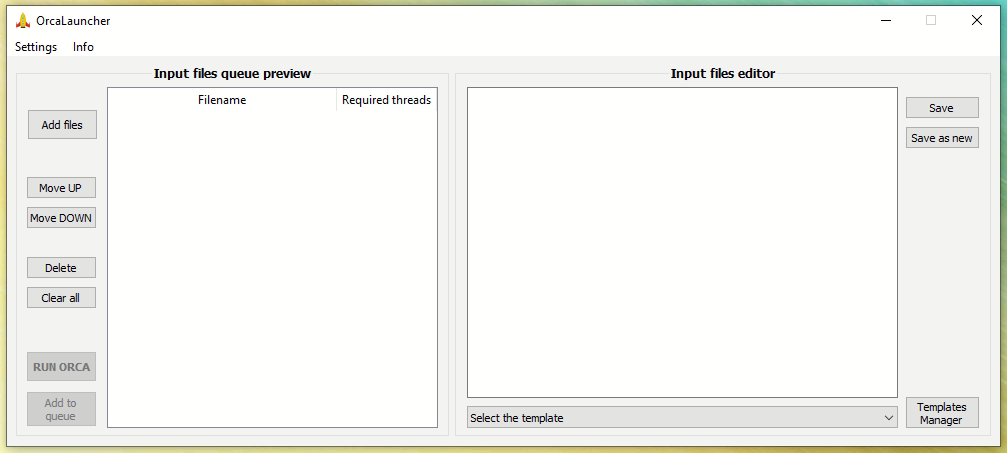 OrcaLauncher
Settings Info
Input files queue preview
Filename Required threads
Add files
Move UP
Move DOWN
Delete
Clear all
RUN ORCA
Add to
queue
Input files editor
Save
Save as new
Select the template
Templates
Manager